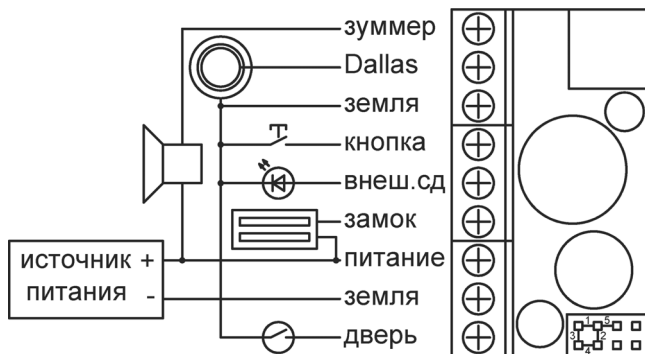 зуммер
Dallas
земля
кнопка
внеш.сд
замок
питание
земля
дверь
источник +
питания -
1 5
3 2
4